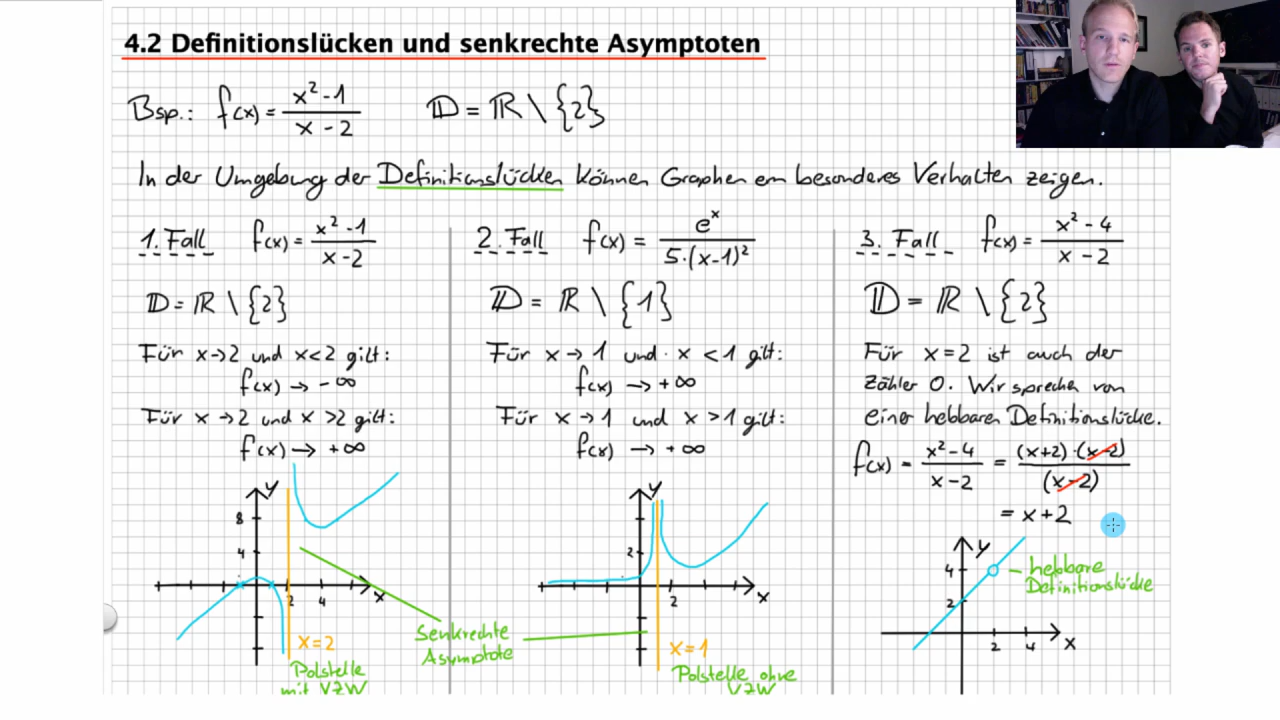 4.2 Definitionslücken und senkrechte Asymptoten
Bsp.: f(x) = (x²-1)/(x-2) D = ℝ \ {2}
In der Umgebung der Definitionslücken können Graphen ein besonderes Verhalten zeigen.
1. Fall f(x) = (x²-1)/(x-2)
D = ℝ \ {2}
Für x→2 und x<2 gilt:
f(x) → -∞
Für x→2 und x>2 gilt:
f(x) → +∞
y
8
4
2 4 x
x=2
Polstelle
mit VZW
Senkrechte
Asymptote
2. Fall f(x) = e^x/(5·(x-1)²)
D = ℝ \ {1}
Für x→1 und x<1 gilt:
f(x) → +∞
Für x→1 und x>1 gilt:
f(x) → +∞
y
2
2 x
x=1
Polstelle ohne
VZW
3. Fall f(x) = (x²-4)/(x-2)
D = ℝ \ {2}
Für x=2 ist auch der
Zähler 0. Wir sprechen von
einer hebbaren Definitionslücke.
f(x) = (x²-4)/(x-2) = ((x+2)·(x-2))/(x-2)
= x+2
y
4
hebbare
Definitionslücke
2
2 4 x